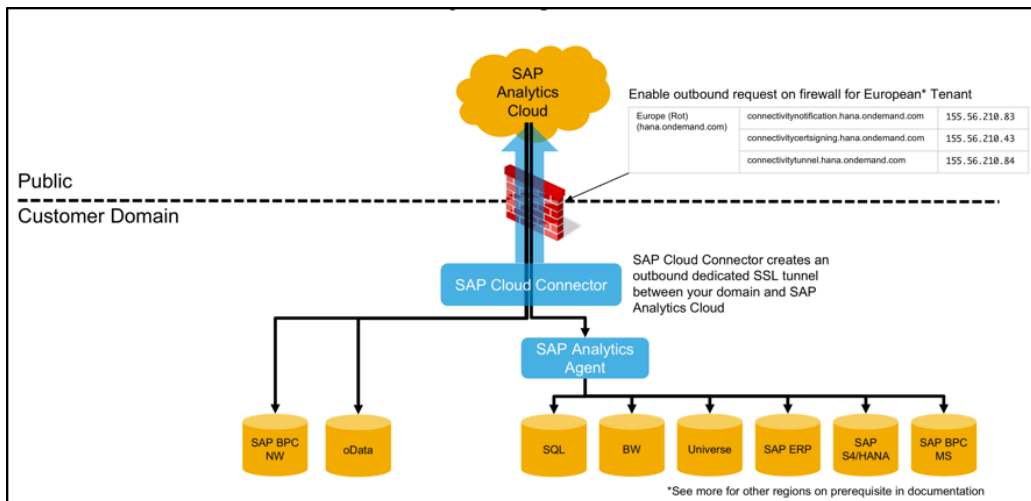 SAP
Analytics
Cloud
Enable outbound request on firewall for European* Tenant
Europe (Rot)
(hana.ondemand.com)
connectivitynotification.hana.ondemand.com
155.56.210.83
connectivitycertsigning.hana.ondemand.com
155.56.210.43
connectivitytunnel.hana.ondemand.com
155.56.210.84
Public
Customer Domain
SAP Cloud Connector
SAP Cloud Connector creates an
outbound dedicated SSL tunnel
between your domain and SAP
Analytics Cloud
SAP Analytics
Agent
SAP BPC
NW
oData
SQL
BW
Universe
SAP ERP
SAP
S4/HANA
SAP BPC
MS
*See more for other regions on prerequisite in documentation